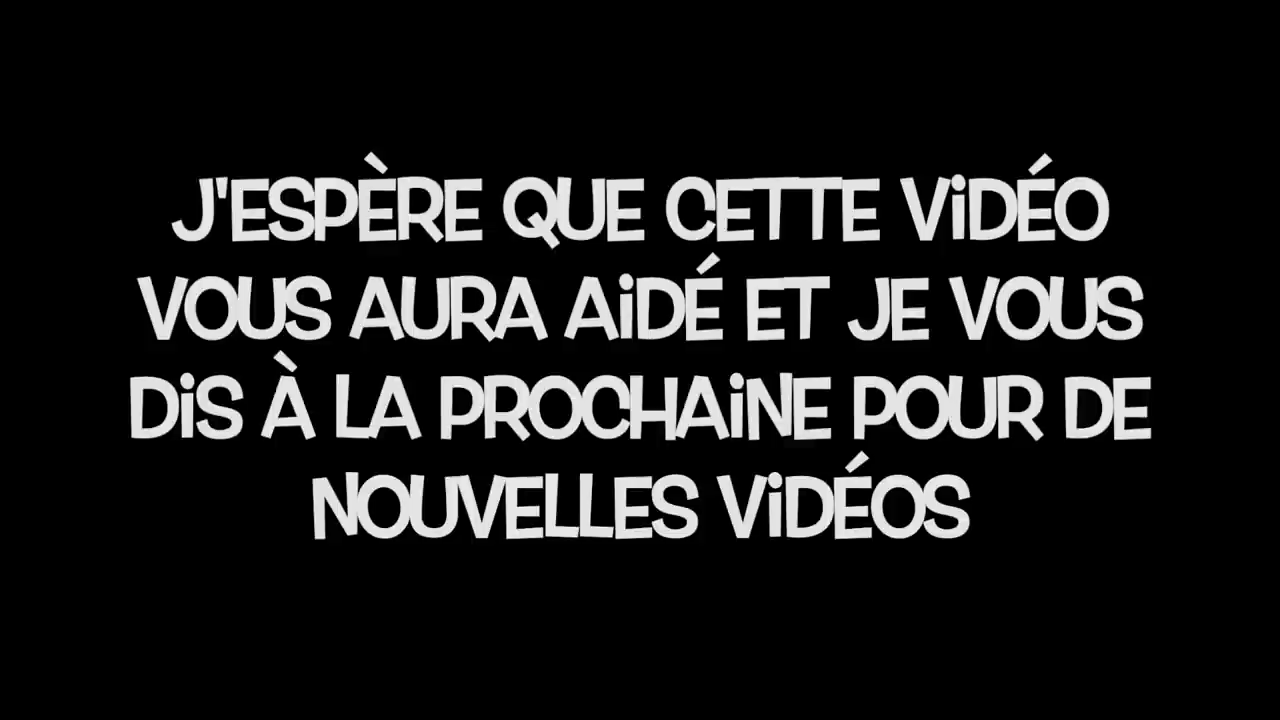 J'ESPÈRE QUE CETTE ViDÉO
VOUS AURA AiDÉ ET JE VOUS
DiS À LA PROCHAiNE POUR DE
NOUVELLES ViDÉOS